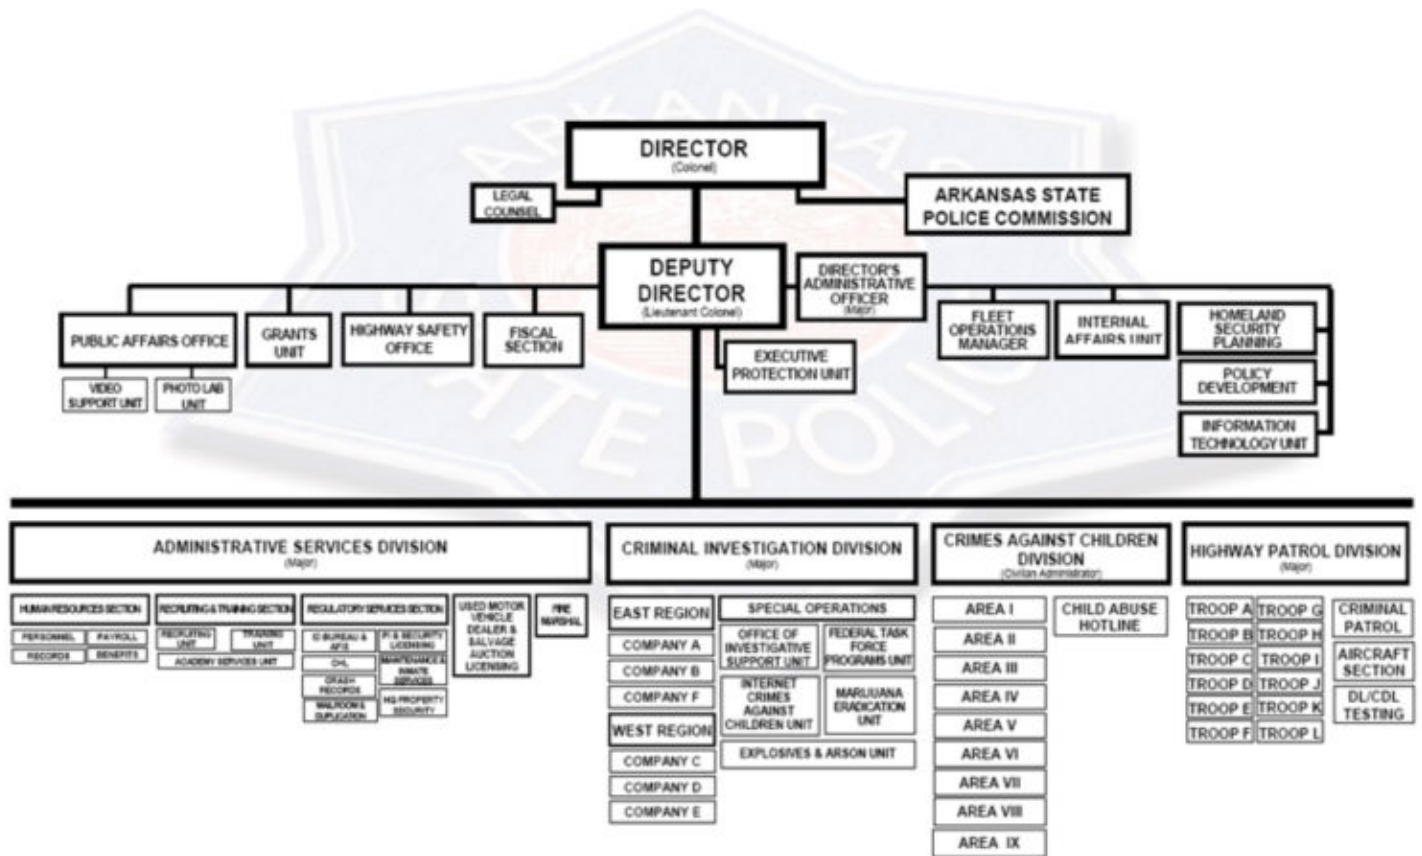 ARKANSAS
STATE POLICE
DIRECTOR
(Colonel)
LEGAL
COUNSEL
ARKANSAS STATE
POLICE COMMISSION
DEPUTY
DIRECTOR
(Lieutenant Colonel)
DIRECTOR'S
ADMINISTRATIVE
OFFICER
(Major)
PUBLIC AFFAIRS OFFICE
GRANTS
UNIT
HIGHWAY SAFETY
OFFICE
FISCAL
SECTION
EXECUTIVE
PROTECTION UNIT
FLEET
OPERATIONS
MANAGER
INTERNAL
AFFAIRS UNIT
HOMELAND
SECURITY
PLANNING
VIDEO
SUPPORT UNIT
PHOTO LAB
UNIT
POLICY
DEVELOPMENT
INFORMATION
TECHNOLOGY UNIT
ADMINISTRATIVE SERVICES DIVISION
(Major)
HUMAN RESOURCES SECTION
PERSONNEL
PAYROLL
RECORDS
BENEFITS
RECRUITING & TRAINING SECTION
RECRUITING
UNIT
TRAINING
UNIT
ACADEMY SERVICES UNIT
REGULATORY SERVICES SECTION
ID BUREAU &
AFIS
PI & SECURITY
LICENSING
CHL
MAINTENANCE &
INMATE
SERVICES
CRASH
RECORDS
MAILROOM &
DUPLICATION
HQ PROPERTY
SECURITY
USED MOTOR
VEHICLE
DEALER &
SALVAGE
AUCTION
LICENSING
FIRE
MARSHAL
CRIMINAL INVESTIGATION DIVISION
(Major)
EAST REGION
COMPANY A
COMPANY B
COMPANY F
WEST REGION
COMPANY C
COMPANY D
COMPANY E
SPECIAL OPERATIONS
OFFICE OF
INVESTIGATIVE
SUPPORT UNIT
FEDERAL TASK
FORCE
PROGRAMS UNIT
INTERNET
CRIMES
AGAINST
CHILDREN UNIT
MARIJUANA
ERADICATION
UNIT
EXPLOSIVES & ARSON UNIT
CRIMES AGAINST CHILDREN
DIVISION
(Civilian Administrator)
AREA I
AREA II
AREA III
AREA IV
AREA V
AREA VI
AREA VII
AREA VIII
AREA IX
CHILD ABUSE
HOTLINE
HIGHWAY PATROL DIVISION
(Major)
TROOP A
TROOP B
TROOP C
TROOP D
TROOP E
TROOP F
TROOP G
TROOP H
TROOP I
TROOP J
TROOP K
TROOP L
CRIMINAL
PATROL
AIRCRAFT
SECTION
DL/CDL
TESTING